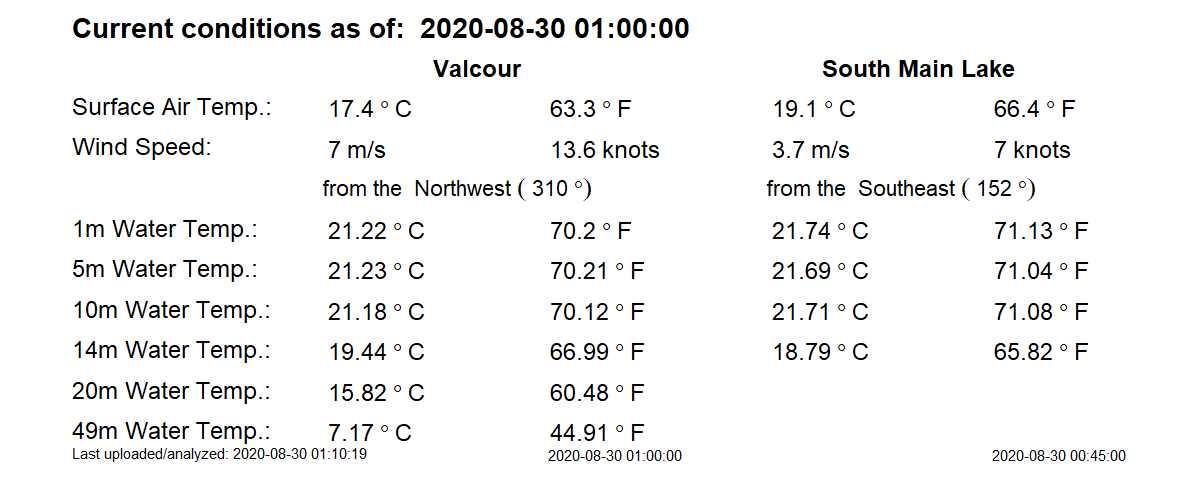 Current conditions as of: 2020-08-30 01:00:00
Valcour South Main Lake
Surface Air Temp.: 17.4 ° C 63.3 ° F 19.1 ° C 66.4 ° F
Wind Speed: 7 m/s 13.6 knots 3.7 m/s 7 knots
from the Northwest ( 310 °) from the Southeast ( 152 °)
1m Water Temp.: 21.22 ° C 70.2 ° F 21.74 ° C 71.13 ° F
5m Water Temp.: 21.23 ° C 70.21 ° F 21.69 ° C 71.04 ° F
10m Water Temp.: 21.18 ° C 70.12 ° F 21.71 ° C 71.08 ° F
14m Water Temp.: 19.44 ° C 66.99 ° F 18.79 ° C 65.82 ° F
20m Water Temp.: 15.82 ° C 60.48 ° F
49m Water Temp.: 7.17 ° C 44.91 ° F
Last uploaded/analyzed: 2020-08-30 01:10:19 2020-08-30 01:00:00 2020-08-30 00:45:00